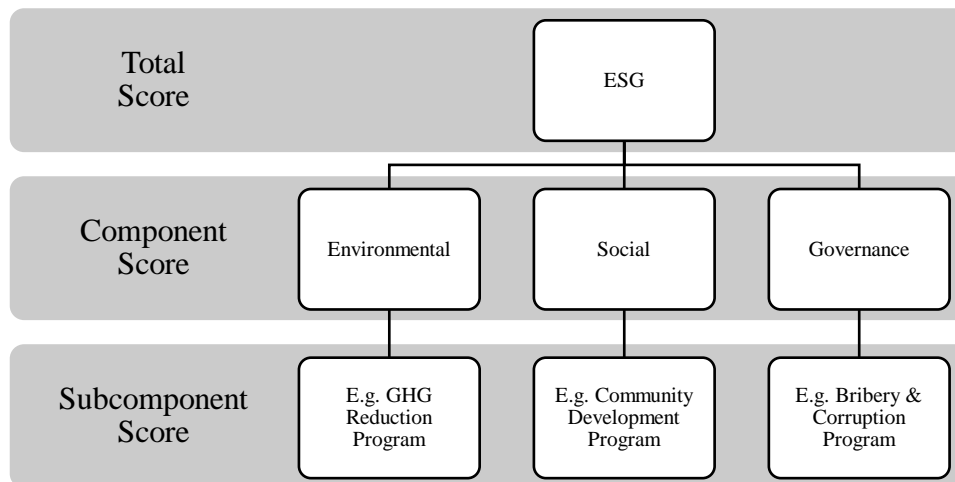 Total
Score
ESG
Component
Score
Environmental
Social
Governance
Subcomponent
Score
E.g. GHG
Reduction
Program
E.g. Community
Development
Program
E.g. Bribery &
Corruption
Program